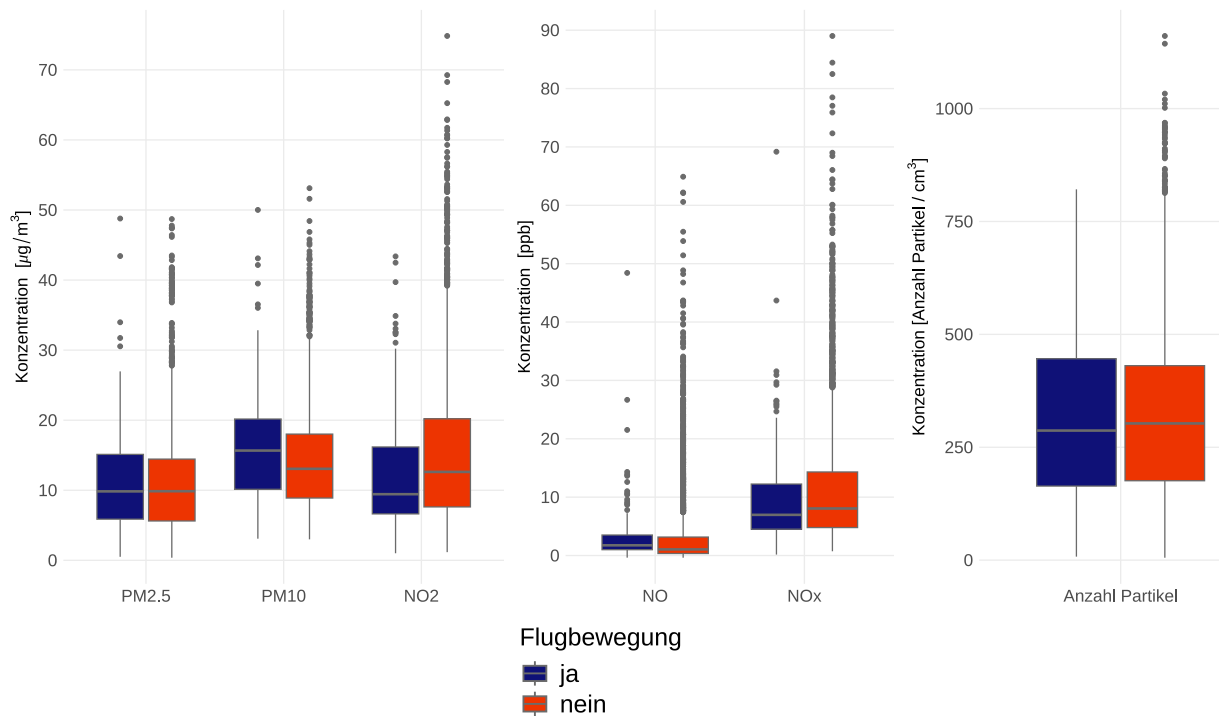 Konzentration [µg/m³]
70
60
50
40
30
20
10
0
PM2.5 PM10 NO2
Konzentration [ppb]
90
80
70
60
50
40
30
20
10
0
NO NOx
Konzentration [Anzahl Partikel / cm³]
1000
750
500
250
0
Anzahl Partikel
Flugbewegung
ja
nein